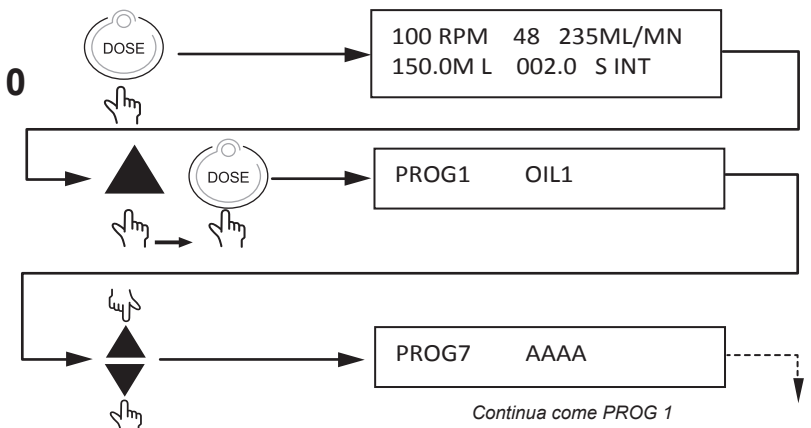 DOSE
100 RPM 48 235ML/MN
150.0M L 002.0 S INT
0
DOSE
PROG1 OIL1
PROG7 AAAA
Continua come PROG 1